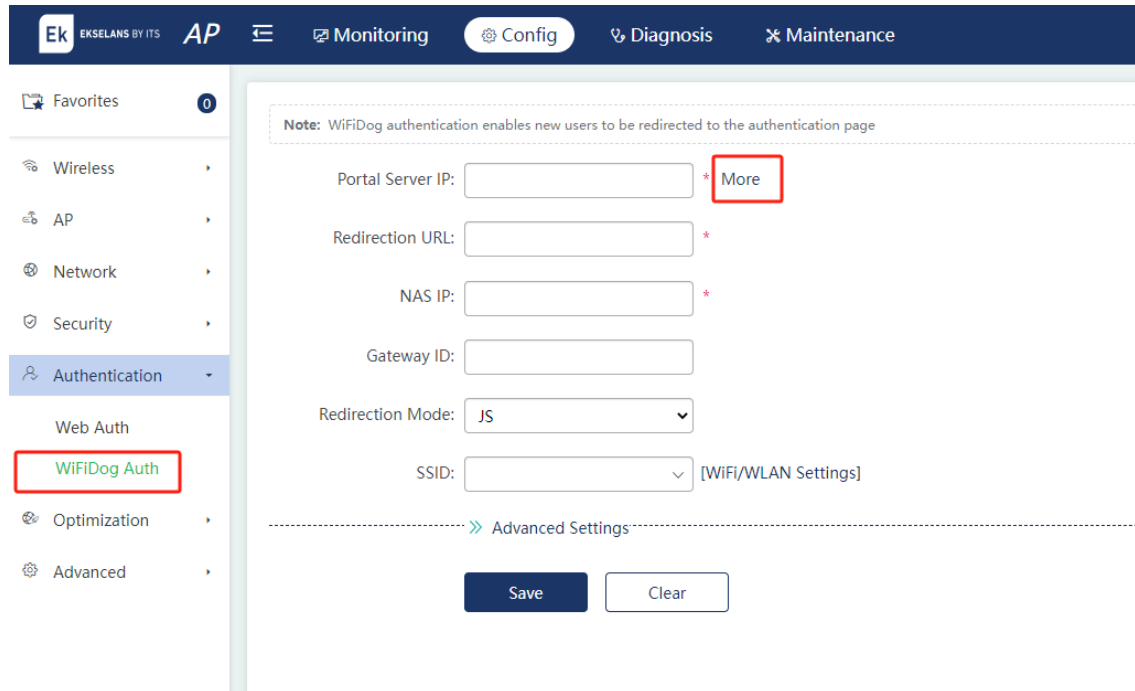 Ek EKSELANS BY ITS AP Monitoring Config Diagnosis Maintenance
Favorites 0
Note: WiFiDog authentication enables new users to be redirected to the authentication page
Wireless
AP
Network
Security
Authentication
Web Auth
WiFiDog Auth
Optimization
Advanced
Portal Server IP: * More
Redirection URL: *
NAS IP: *
Gateway ID:
Redirection Mode: JS
SSID: [WiFi/WLAN Settings]
Advanced Settings
Save Clear